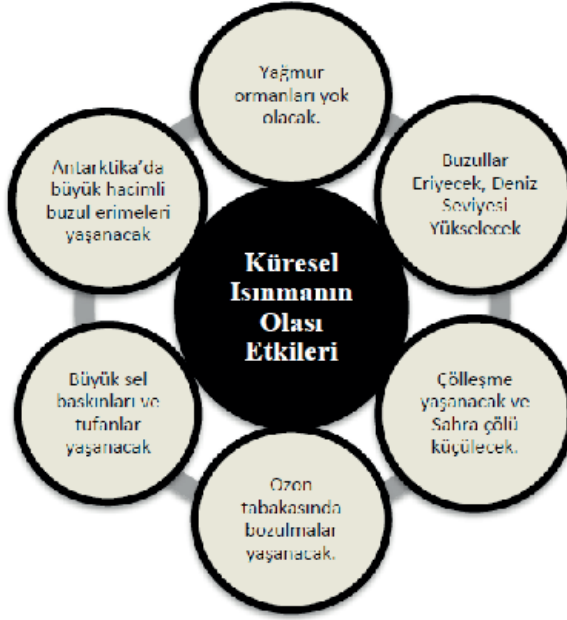 Yağmur
ormanları yok
olacak.
Buzullar
Eriyecek, Deniz
Seviyesi
Yükselecek
Çölleşme
yaşanacak ve
Sahra çölü
küçülecek.
Ozon
tabakasında
bozulmalar
yaşanacak.
Büyük sel
baskınları ve
tufanlar
yaşanacak
Antarktika’da
büyük hacimli
buzul erimeleri
yaşanacak
Küresel
Isınmanın
Olası
Etkileri